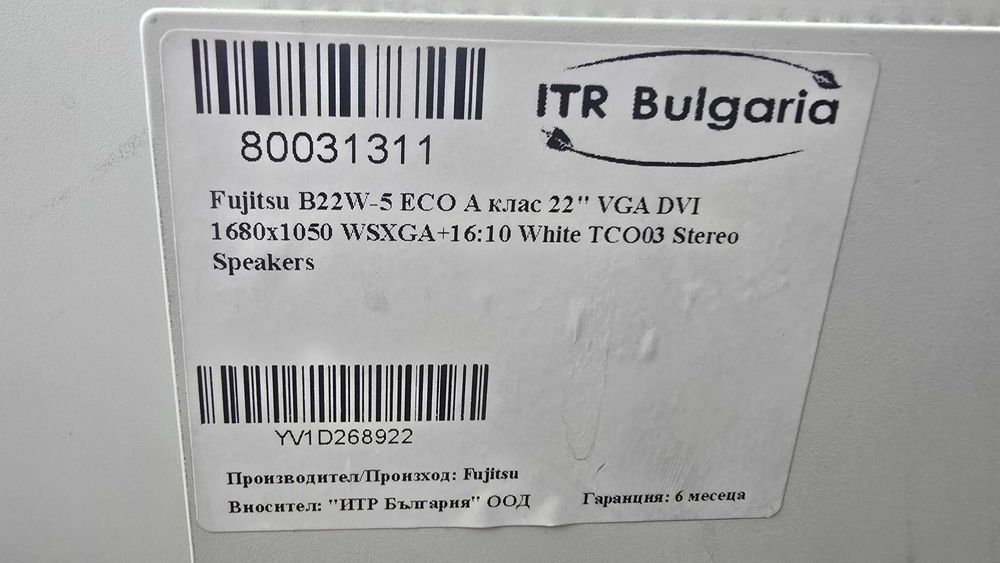 ITR Bulgaria
80031311
Fujitsu B22W-5 ECO А клас 22" VGA DVI
1680x1050 WSXGA+16:10 White TCO03 Stereo
Speakers
YV1D268922
Производител/Произход: Fujitsu
Вносител: "ИТР България" ООД
Гаранция: 6 месеца